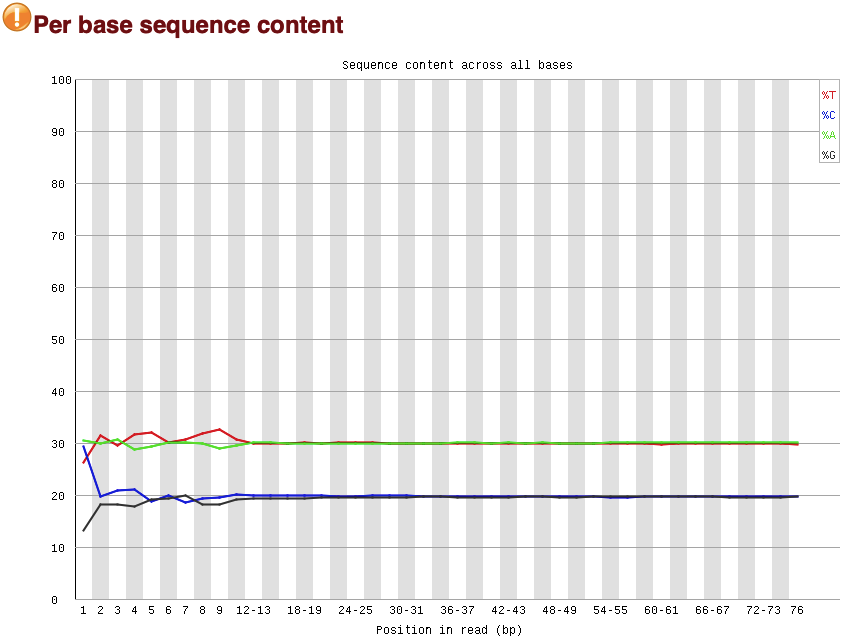 Per base sequence content
Sequence content across all bases
%T
%C
%A
%G
100
90
80
70
60
50
40
30
20
10
0
1 2 3 4 5 6 7 8 9 12-13 18-19 24-25 30-31 36-37 42-43 48-49 54-55 60-61 66-67 72-73 76
Position in read (bp)